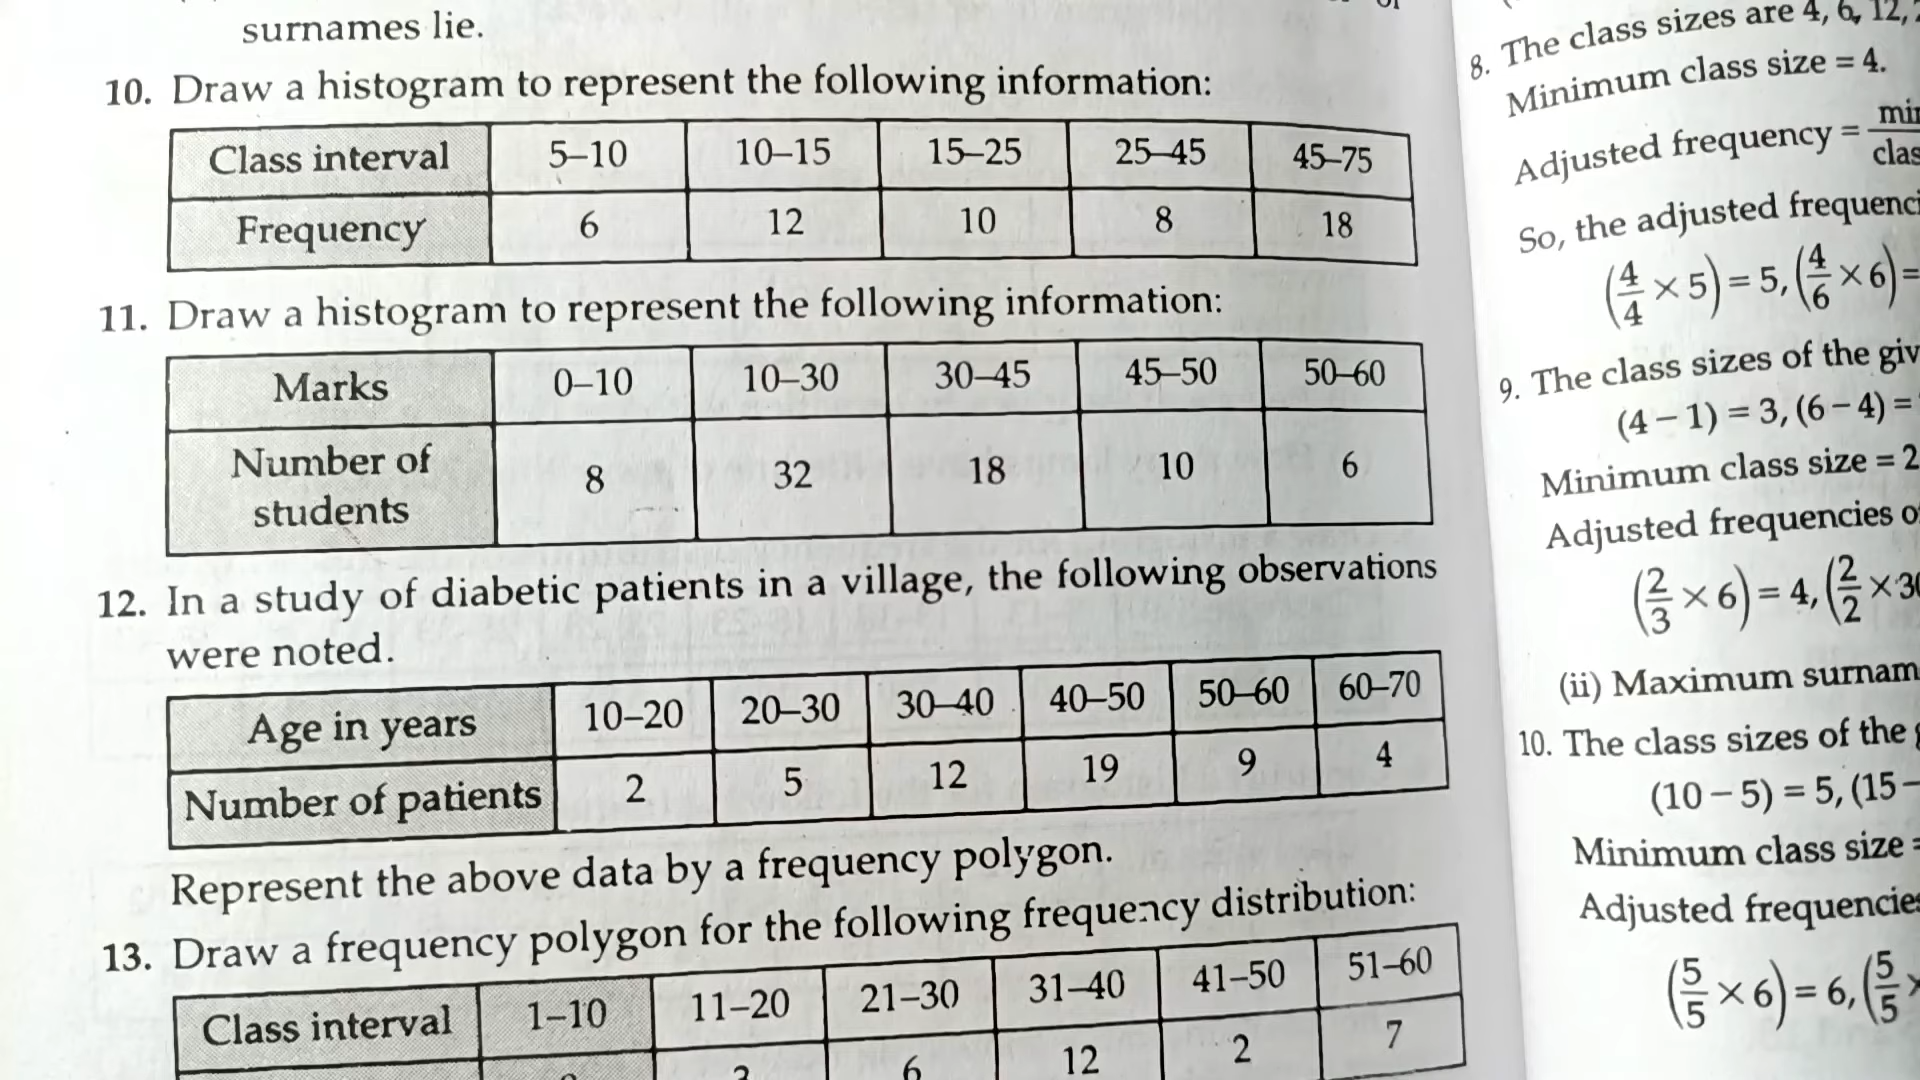 surnames lie.
10. Draw a histogram to represent the following information:
Class interval 5–10 10–15 15–25 25–45 45–75
Frequency 6 12 10 8 18
11. Draw a histogram to represent the following information:
Marks 0–10 10–30 30–45 45–50 50–60
Number of students 8 32 18 10 6
12. In a study of diabetic patients in a village, the following observations
were noted.
Age in years 10–20 20–30 30–40 40–50 50–60 60–70
Number of patients 2 5 12 19 9 4
Represent the above data by a frequency polygon.
13. Draw a frequency polygon for the following frequency distribution:
Class interval 1–10 11–20 21–30 31–40 41–50 51–60
6 12 2 7
8. The class sizes are 4, 6, 12,
Minimum class size = 4.
Adjusted frequency =
So, the adjusted
(4/4 × 5) = 5, (4/6 × 6) =
9. The class sizes of the
(4 – 1) = 3, (6 – 4) =
Minimum class size = 2
Adjusted frequencies
(2/3 × 6) = 4, (2/2 ×
(ii) Maximum
10. The class sizes of the
(10 – 5) = 5, (15 –
Minimum class size =
Adjusted
(5/5 × 6) = 6, (5/5